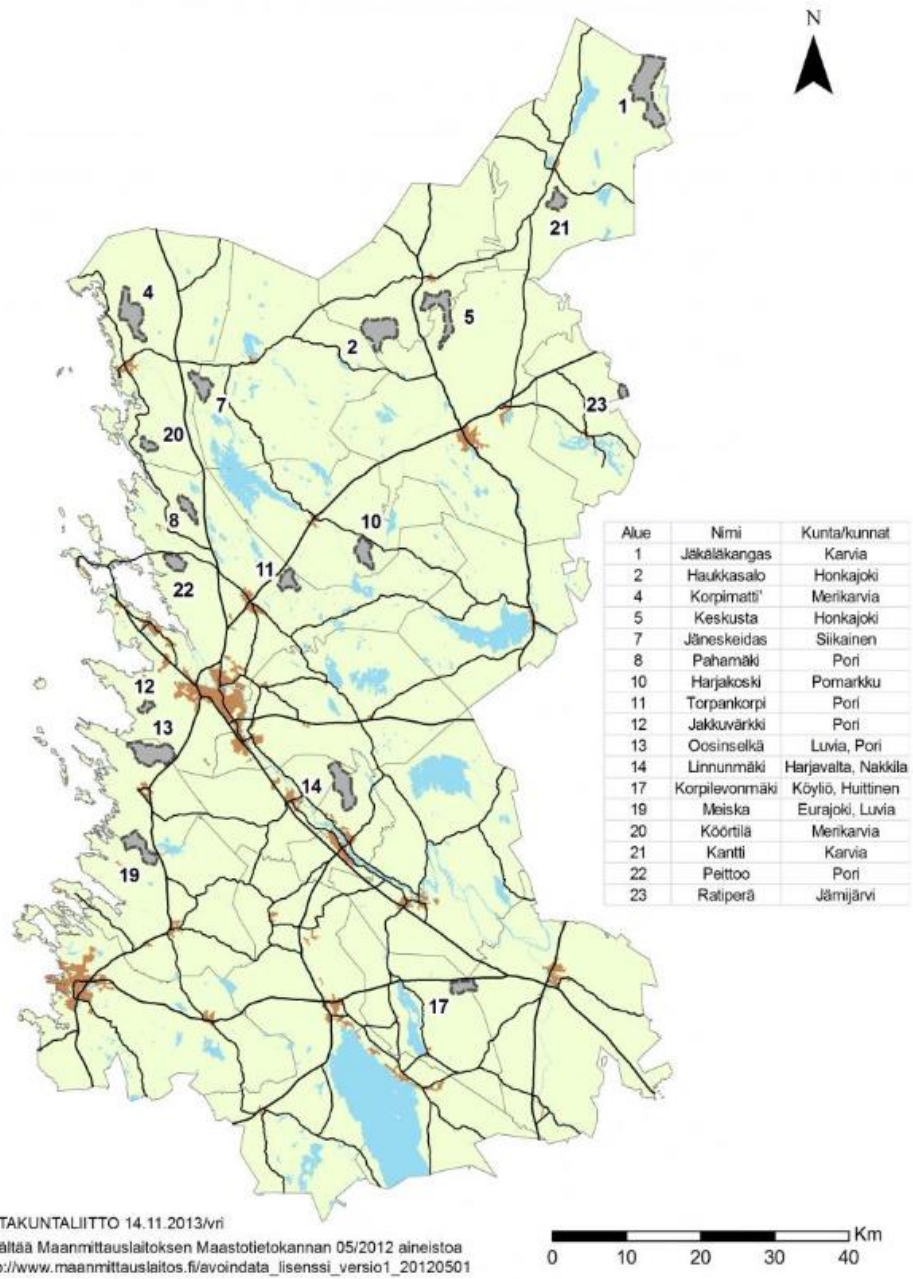 N
1
21
4
5
2
7
23
20
8
10
11
22
12
13
14
19
17
Alue Nimi Kunta/kunnat
1 Jäkäläkangas Karvia
2 Haukkasalo Honkajoki
4 Korpimatti' Merikarvia
5 Keskusta Honkajoki
7 Jäneskeidas Siikainen
8 Pahamäki Pori
10 Harjakoski Pomarkku
11 Torpankorpi Pori
12 Jakkuvärkki Pori
13 Oosinselkä Luvia, Pori
14 Linnunmäki Harjavalta, Nakkila
17 Korpilevonmäki Köyliö, Huittinen
19 Meiska Eurajoki, Luvia
20 Köörtilä Merikarvia
21 Kantti Karvia
22 Peittoo Pori
23 Ratiperä Jämijärvi
TAKUNTALIITTO 14.11.2013/vri
ältää Maanmittauslaitoksen Maastotietokannan 05/2012 aineistoa
p://www.maanmittauslaitos.fi/avoindata_lisenssi_versio1_20120501
Km
0 10 20 30 40